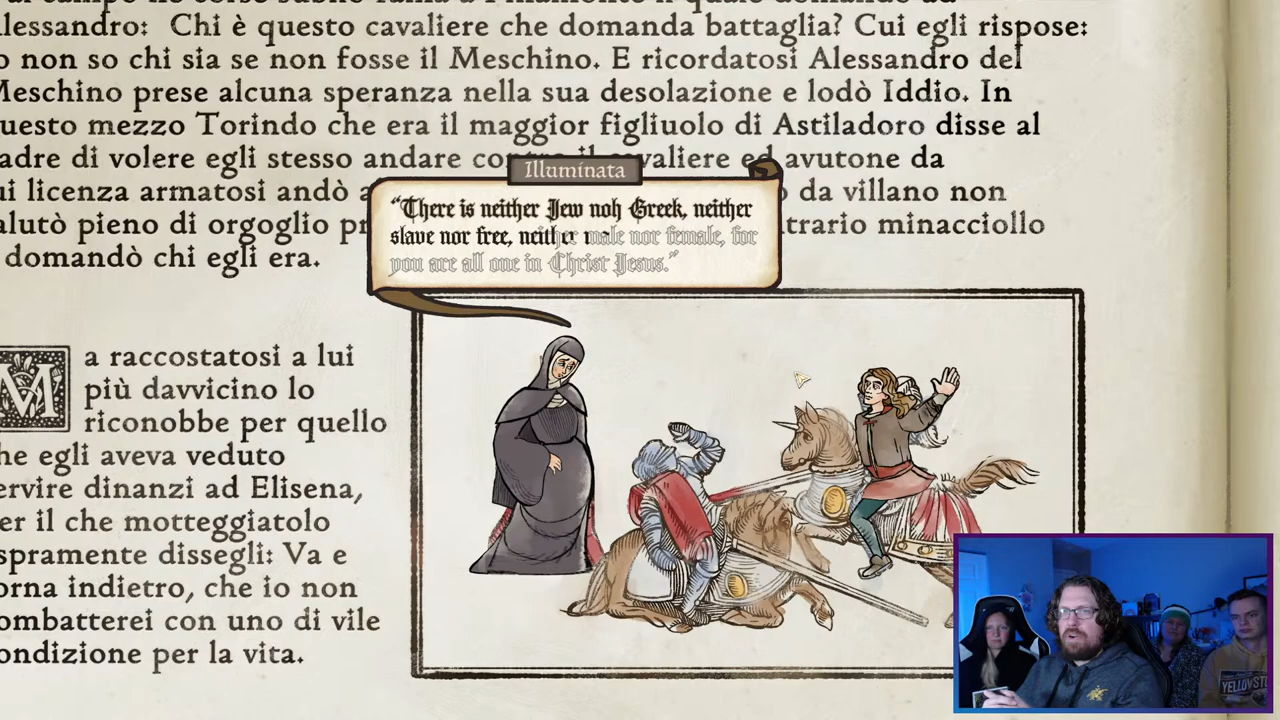 lessandro: Chi è questo cavaliere che domanda battaglia? Cui egli rispose:
o non so chi sia se non fosse il Meschino. E ricordatosi Alessandro del
Meschino prese alcuna speranza nella sua desolazione e lodò Iddio. In
uesto mezzo Torindo che era il maggior figliuolo di Astiladoro disse al
adre di volere egli stesso andare contro il cavaliere ed avutone da
ui licenza armatosi andò a
da villano non
alutò pieno di orgoglio pr
trario minacciollo
domandò chi egli era.
Illuminata
"There is neither Jew noh Greek, neither
slave nor free, neither male nor female, for
you are all one in Christ Jesus."
M
a raccostatosi a lui
più davvicino lo
riconobbe per quello
he egli aveva veduto
ervire dinanzi ad Elisena,
er il che motteggiatolo
spramente dissegli: Va e
orna indietro, che io non
ombatterei con uno di vile
ondizione per la vita.